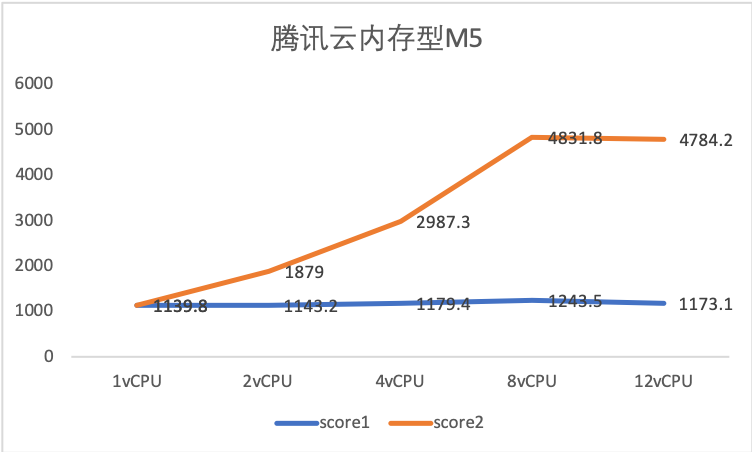 腾讯云内存型M5
6000
5000
4000
3000
2000
1000
0
4831.8
4784.2
2987.3
1879
1139.8
1143.2
1179.4
1243.5
1173.1
1vCPU
2vCPU
4vCPU
8vCPU
12vCPU
score1
score2